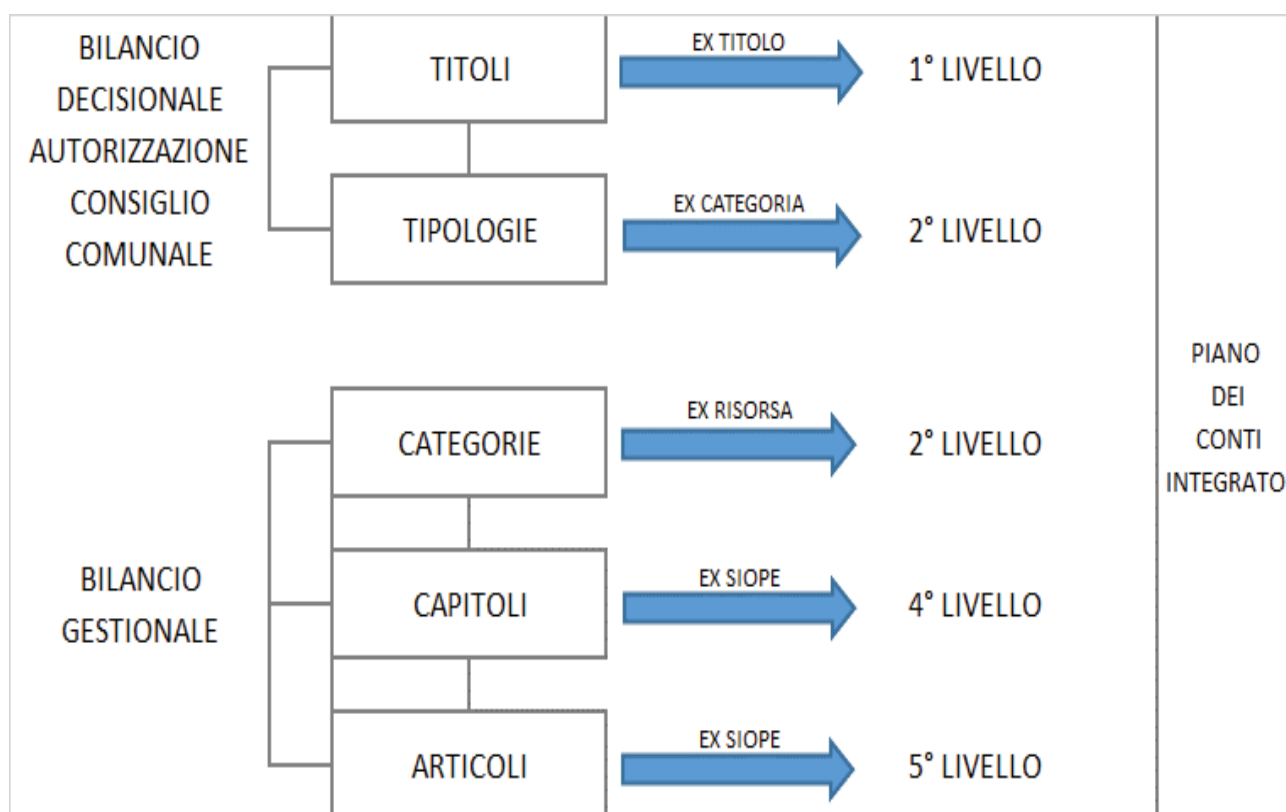 BILANCIO
DECISIONALE
AUTORIZZAZIONE
CONSIGLIO
COMUNALE
TITOLI
EX TITOLO
1° LIVELLO
TIPOLOGIE
EX CATEGORIA
2° LIVELLO
BILANCIO
GESTIONALE
CATEGORIE
EX RISORSA
2° LIVELLO
CAPITOLI
EX SIOPE
4° LIVELLO
ARTICOLI
EX SIOPE
5° LIVELLO
PIANO
DEI
CONTI
INTEGRATO